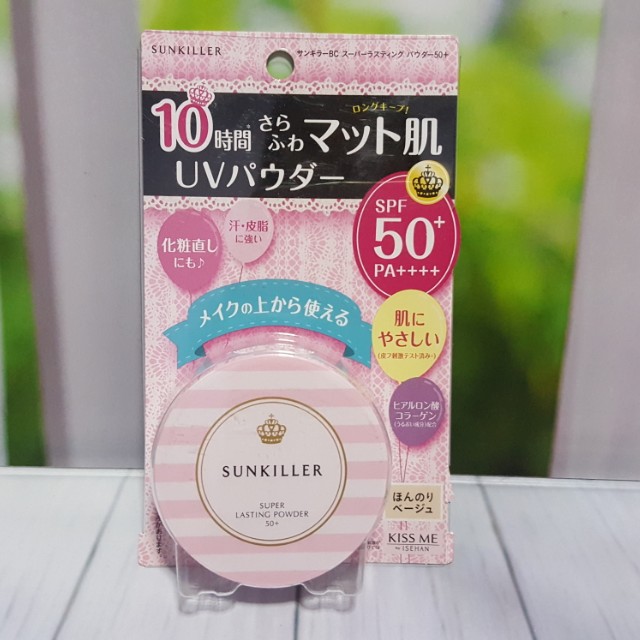 SUNKILLER
サンキラーBC スーパーラスティング パウダー50+
ロングキープ!
10時間 さらふわ マット肌
UVパウダー
SPF
50+
PA++++
汗・皮脂
に強い
化粧直し
にも♪
メイクの上から使える
肌に
やさしい
ヒアルロン酸
コラーゲン
SUNKILLER
SUPER
LASTING POWDER
50+
ほんのり
ベージュ
KISS ME
by ISEHAN